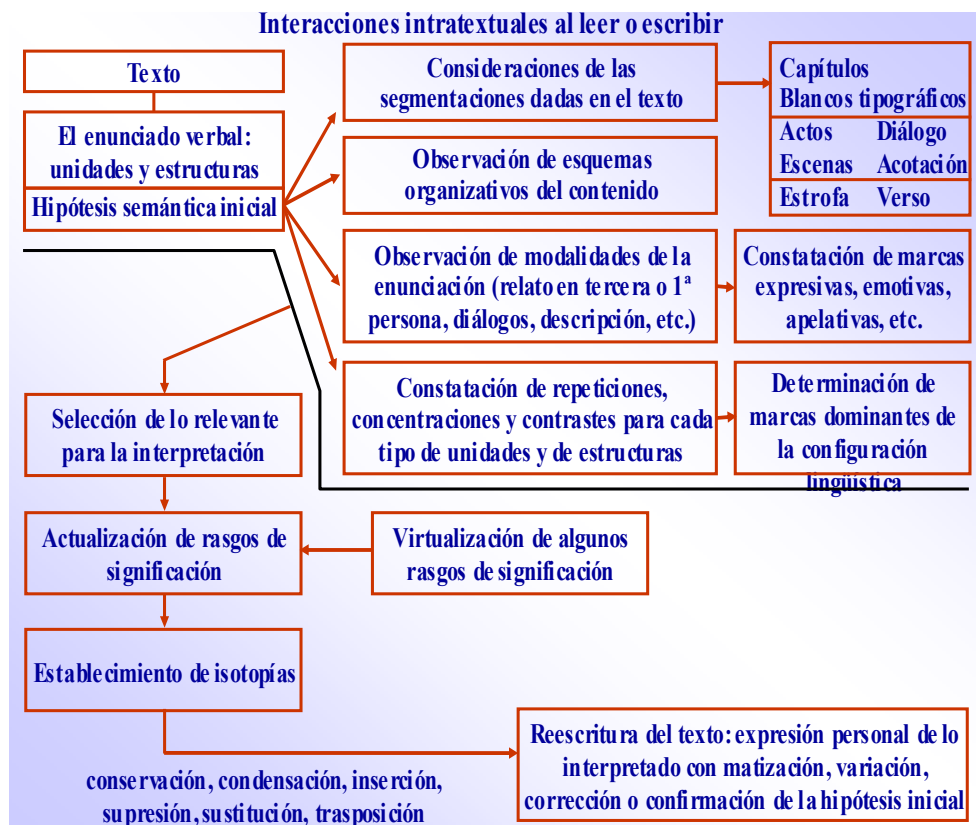 Interacciones intratextuales al leer o escribir
Texto
El enunciado verbal:
unidades y estructuras
Hipótesis semántica inicial
Consideraciones de las
segmentaciones dadas en el texto
Capítulos
Blancos tipográficos
Actos Diálogo
Escenas Acotación
Estrofa Verso
Observación de esquemas
organizativos del contenido
Observación de modalidades de la
enunciación (relato en tercera o 1ª
persona, diálogos, descripción, etc.)
Constatación de marcas
expresivas, emotivas,
apelativas, etc.
Constatación de repeticiones,
concentraciones y contrastes para cada
tipo de unidades y de estructuras
Determinación de
marcas dominantes de
la configuración
lingüística
Selección de lo relevante
para la interpretación
Actualización de rasgos de
significación
Virtualización de algunos
rasgos de significación
Establecimiento de isotopías
Reescritura del texto: expresión personal de lo
interpretado con matización, variación,
corrección o confirmación de la hipótesis inicial
conservación, condensación, inserción,
supresión, sustitución, trasposición